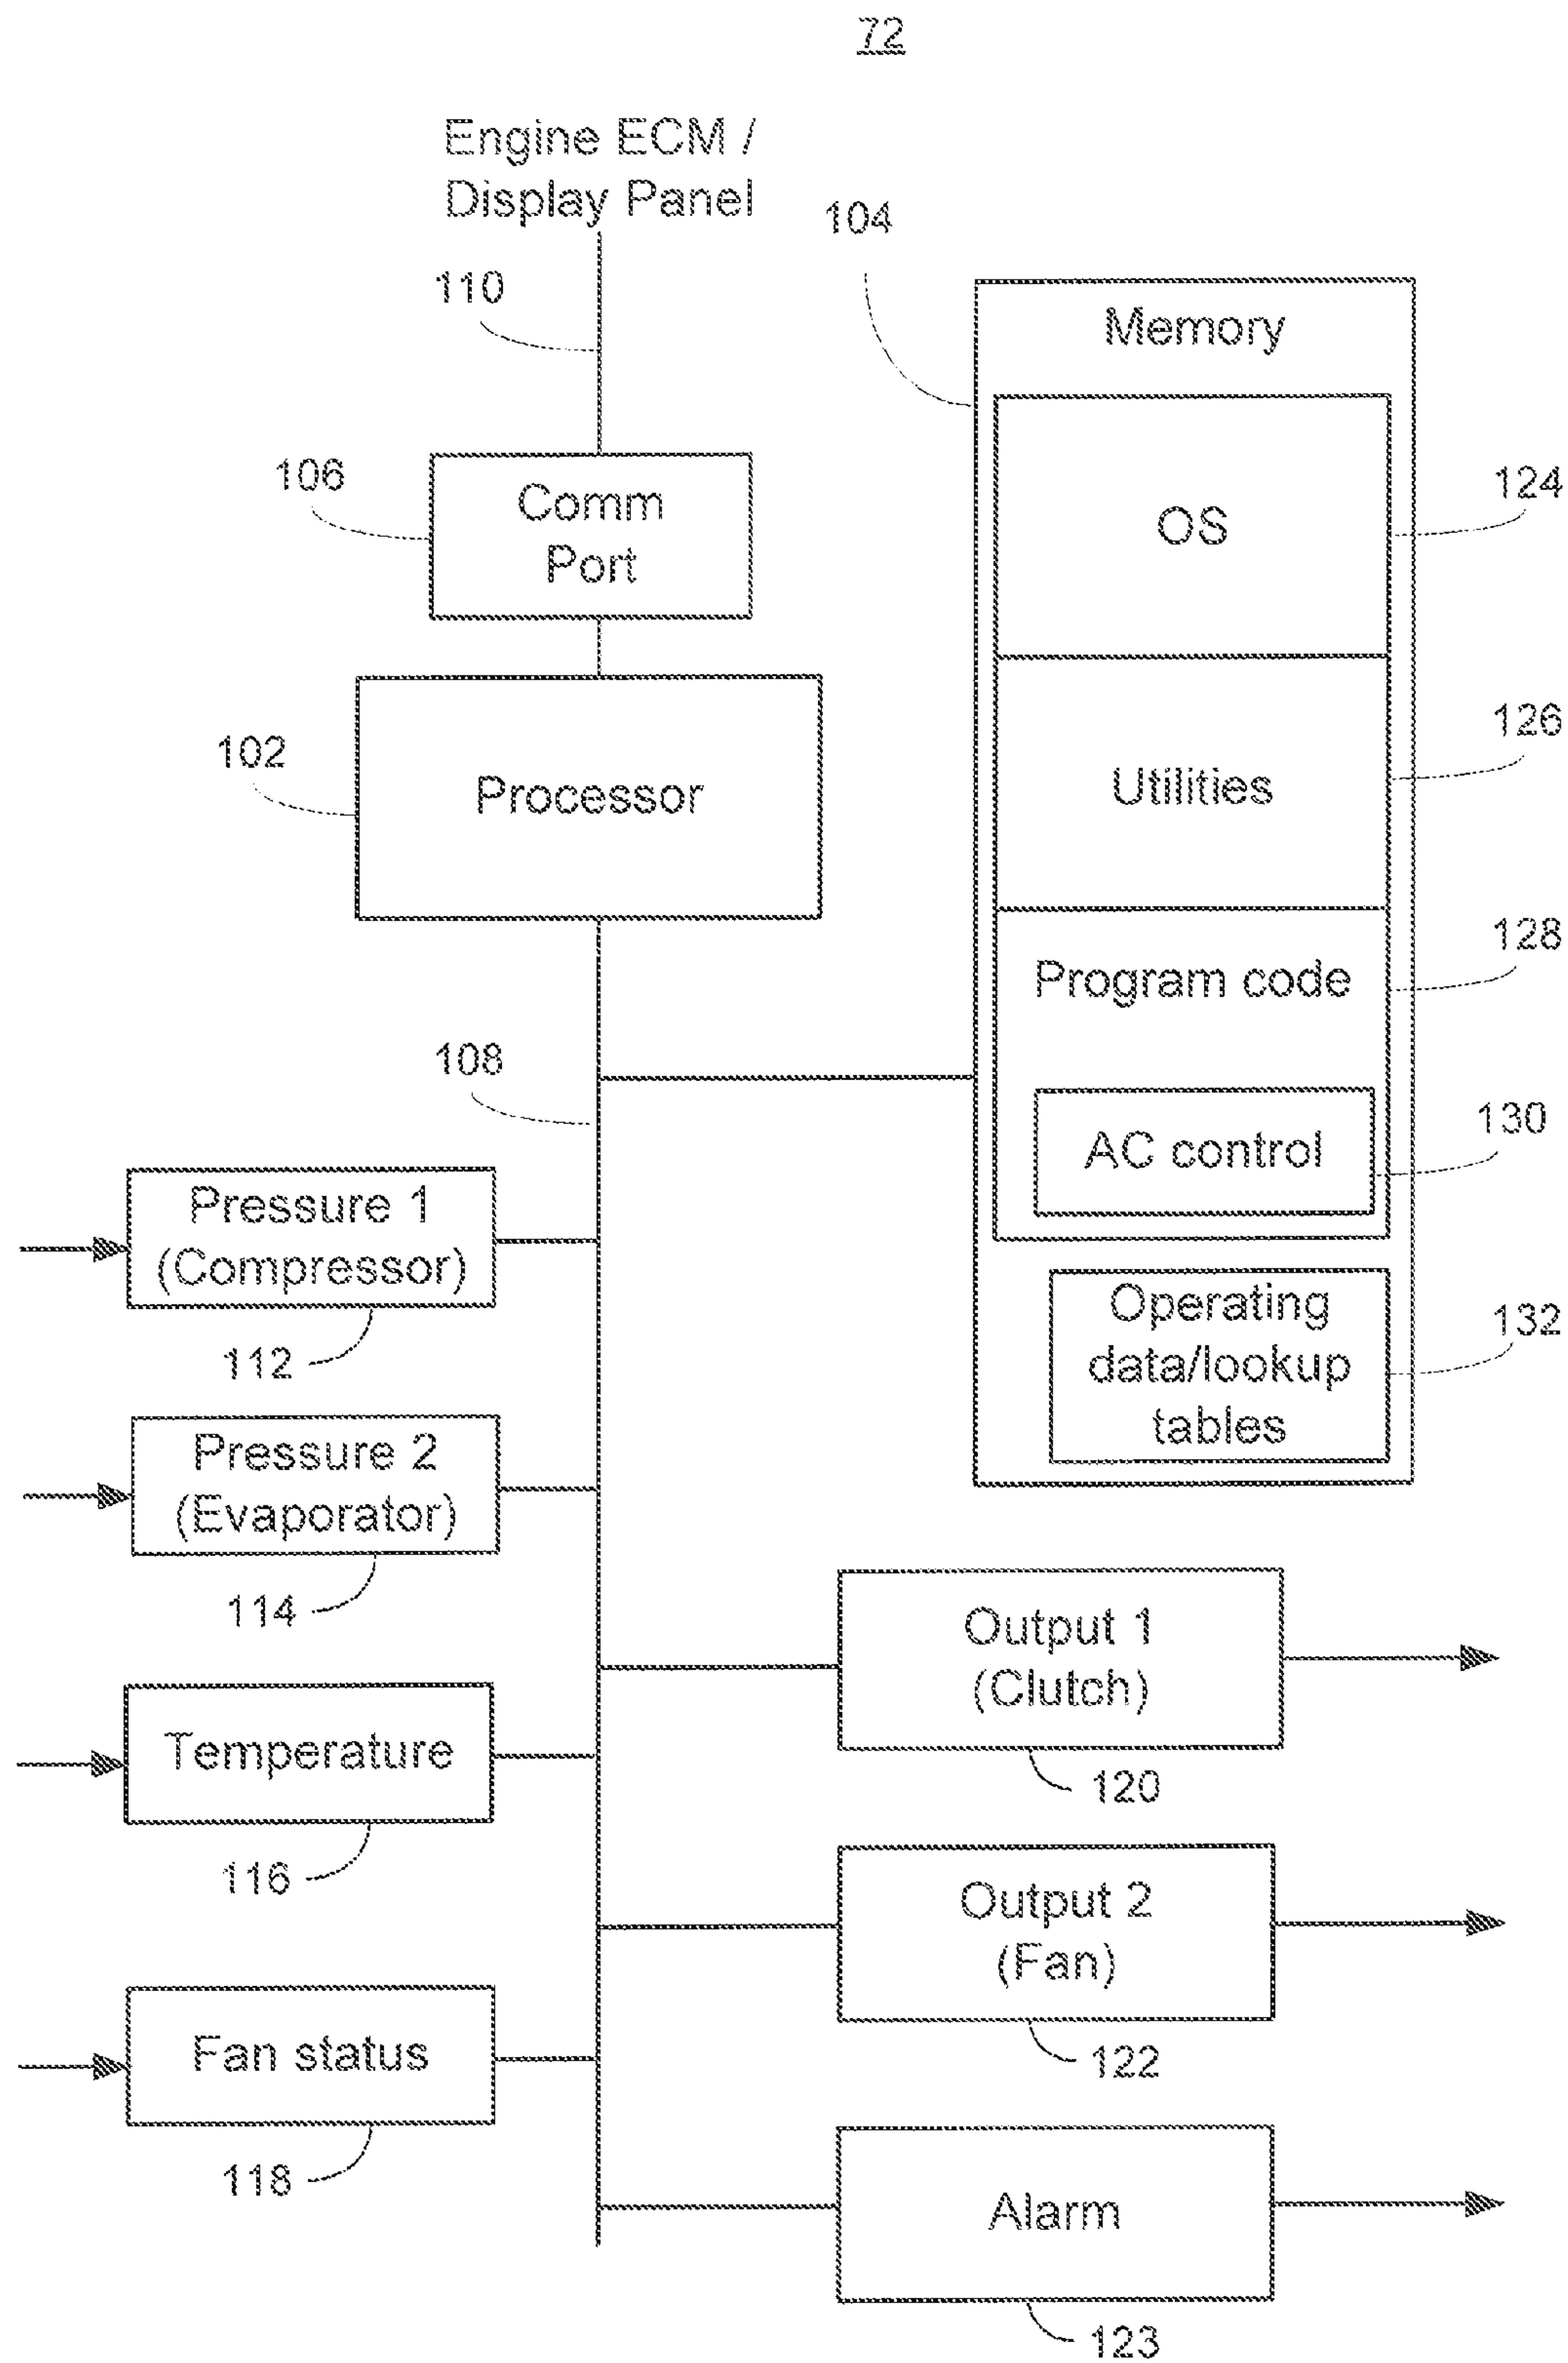 72
Engine ECM /
Display Panel
110
104
Memory
106
Comm
Port
OS
124
102
Processor
Utilities
126
Program code
128
108
AC control
130
Pressure 1
(Compressor)
112
Operating
data/lookup
tables
132
Pressure 2
(Evaporator)
114
Output 1
(Clutch)
120
Temperature
116
Output 2
(Fan)
122
Fan status
118
Alarm
123